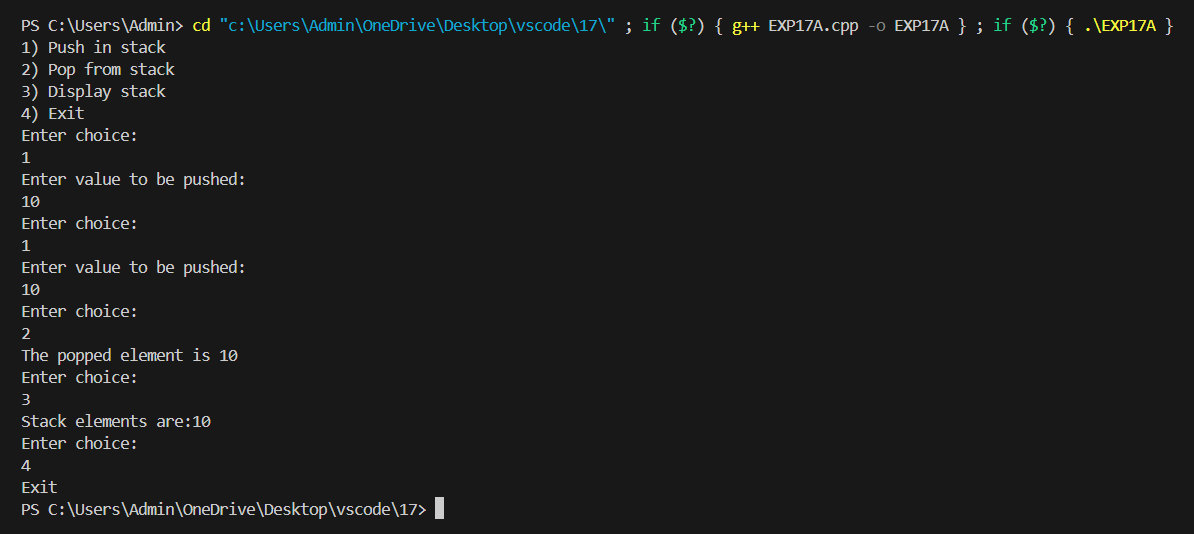 PS C:\Users\Admin> cd "c:\Users\Admin\OneDrive\Desktop\vscode\17\" ; if ($?) { g++ EXP17A.cpp -o EXP17A } ; if ($?) { .\EXP17A }
1) Push in stack
2) Pop from stack
3) Display stack
4) Exit
Enter choice:
1
Enter value to be pushed:
10
Enter choice:
1
Enter value to be pushed:
10
Enter choice:
2
The popped element is 10
Enter choice:
3
Stack elements are:10
Enter choice:
4
Exit
PS C:\Users\Admin\OneDrive\Desktop\vscode\17>